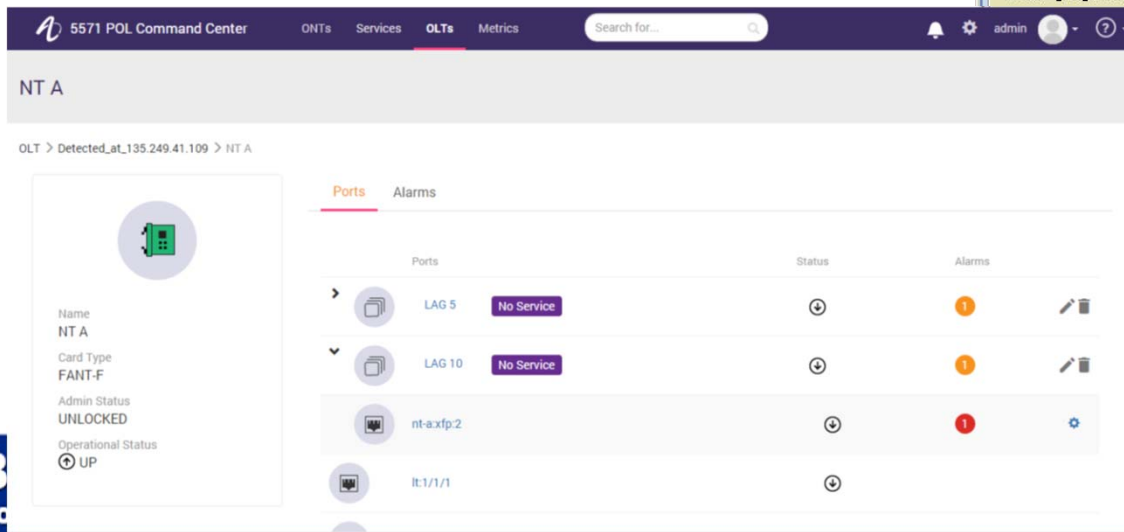 5571 POL Command Center ONTs Services OLTs Metrics Search for... admin
NT A
OLT > Detected_at_135.249.41.109 > NT A
Ports Alarms
Name
NT A
Card Type
FANT-F
Admin Status
UNLOCKED
Operational Status
UP
Ports Status Alarms
LAG 5 No Service 1
LAG 10 No Service 1
nt-a:xfp:2 1
lt:1/1/1